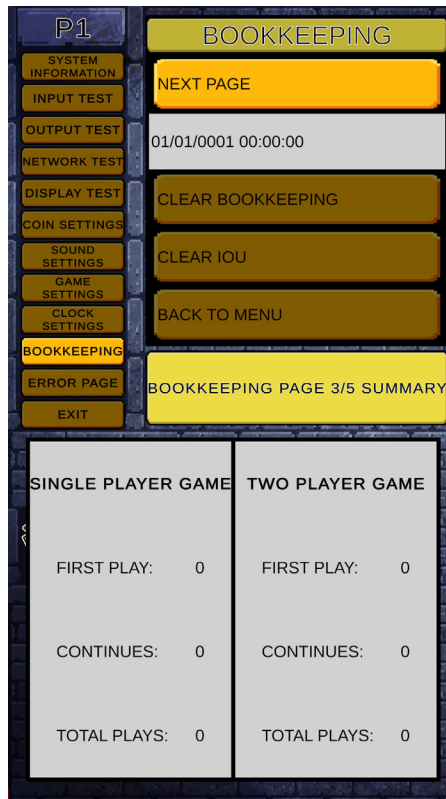 P1
SYSTEM
INFORMATION
INPUT TEST
OUTPUT TEST
NETWORK TEST
DISPLAY TEST
COIN SETTINGS
SOUND
SETTINGS
GAME
SETTINGS
CLOCK
SETTINGS
BOOKKEEPING
ERROR PAGE
EXIT
BOOKKEEPING
NEXT PAGE
01/01/0001 00:00:00
CLEAR BOOKKEEPING
CLEAR IOU
BACK TO MENU
BOOKKEEPING PAGE 3/5 SUMMARY
SINGLE PLAYER GAME
FIRST PLAY: 0
CONTINUES: 0
TOTAL PLAYS: 0
TWO PLAYER GAME
FIRST PLAY: 0
CONTINUES: 0
TOTAL PLAYS: 0